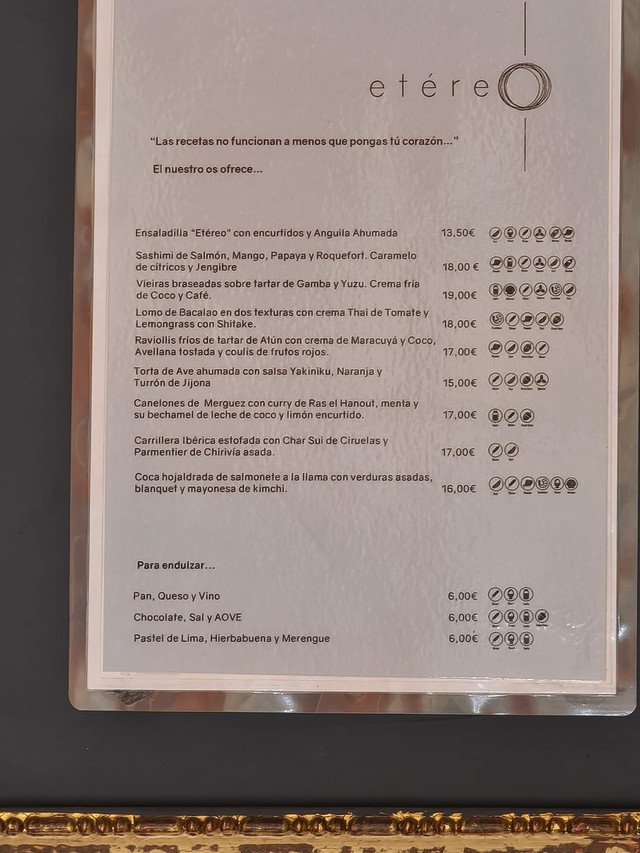 etéreo
“Las recetas no funcionan a menos que pongas tú corazón...”
El nuestro os ofrece...
Ensaladilla “Etéreo” con encurtidos y Anguila Ahumada 13,50€
Sashimi de Salmón, Mango, Papaya y Roquefort. Caramelo
de cítricos y Jengibre 18,00 €
Vieiras braseadas sobre tartar de Gamba y Yuzu. Crema fría
de Coco y Café. 19,00€
Lomo de Bacalao en dos texturas con crema Thai de Tomate y
Lemongrass con Shitake. 18,00€
Raviollis fríos de tartar de Atún con crema de Maracuyá y Coco,
Avellana tostada y coulis de frutos rojos. 17,00€
Torta de Ave ahumada con salsa Yakiniku, Naranja y
Turrón de Jijona 15,00€
Canelones de Merguez con curry de Ras el Hanout, menta y
su bechamel de leche de coco y limón encurtido. 17,00€
Carrillera Ibérica estofada con Char Sui de Ciruelas y
Parmentier de Chirivía asada. 17,00€
Coca hojaldrada de salmonete a la llama con verduras asadas,
blanquet y mayonesa de kimchi. 16,00€
Para endulzar...
Pan, Queso y Vino 6,00€
Chocolate, Sal y AOVE 6,00€
Pastel de Lima, Hierbabuena y Merengue 6,00€